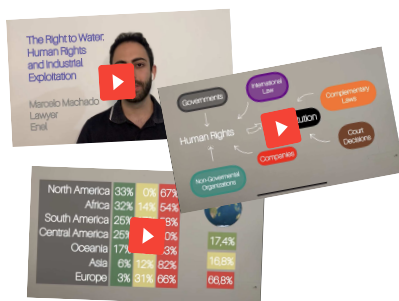 The Right to Water:
Human Rights
and Industrial
Exploitation
Marcelo Machado
Lawyer
Enel
Governments
International
Law
Complementary
Laws
Human Rights
Court
Decisions
Companies
Non-Governmental
Organizations
North America 33% 0% 67%
Africa 32% 14% 54%
South America
Central America
Oceania 17%
Asia 6% 12% 82%
Europe 3% 31% 66%
17,4%
16,8%
66,8%